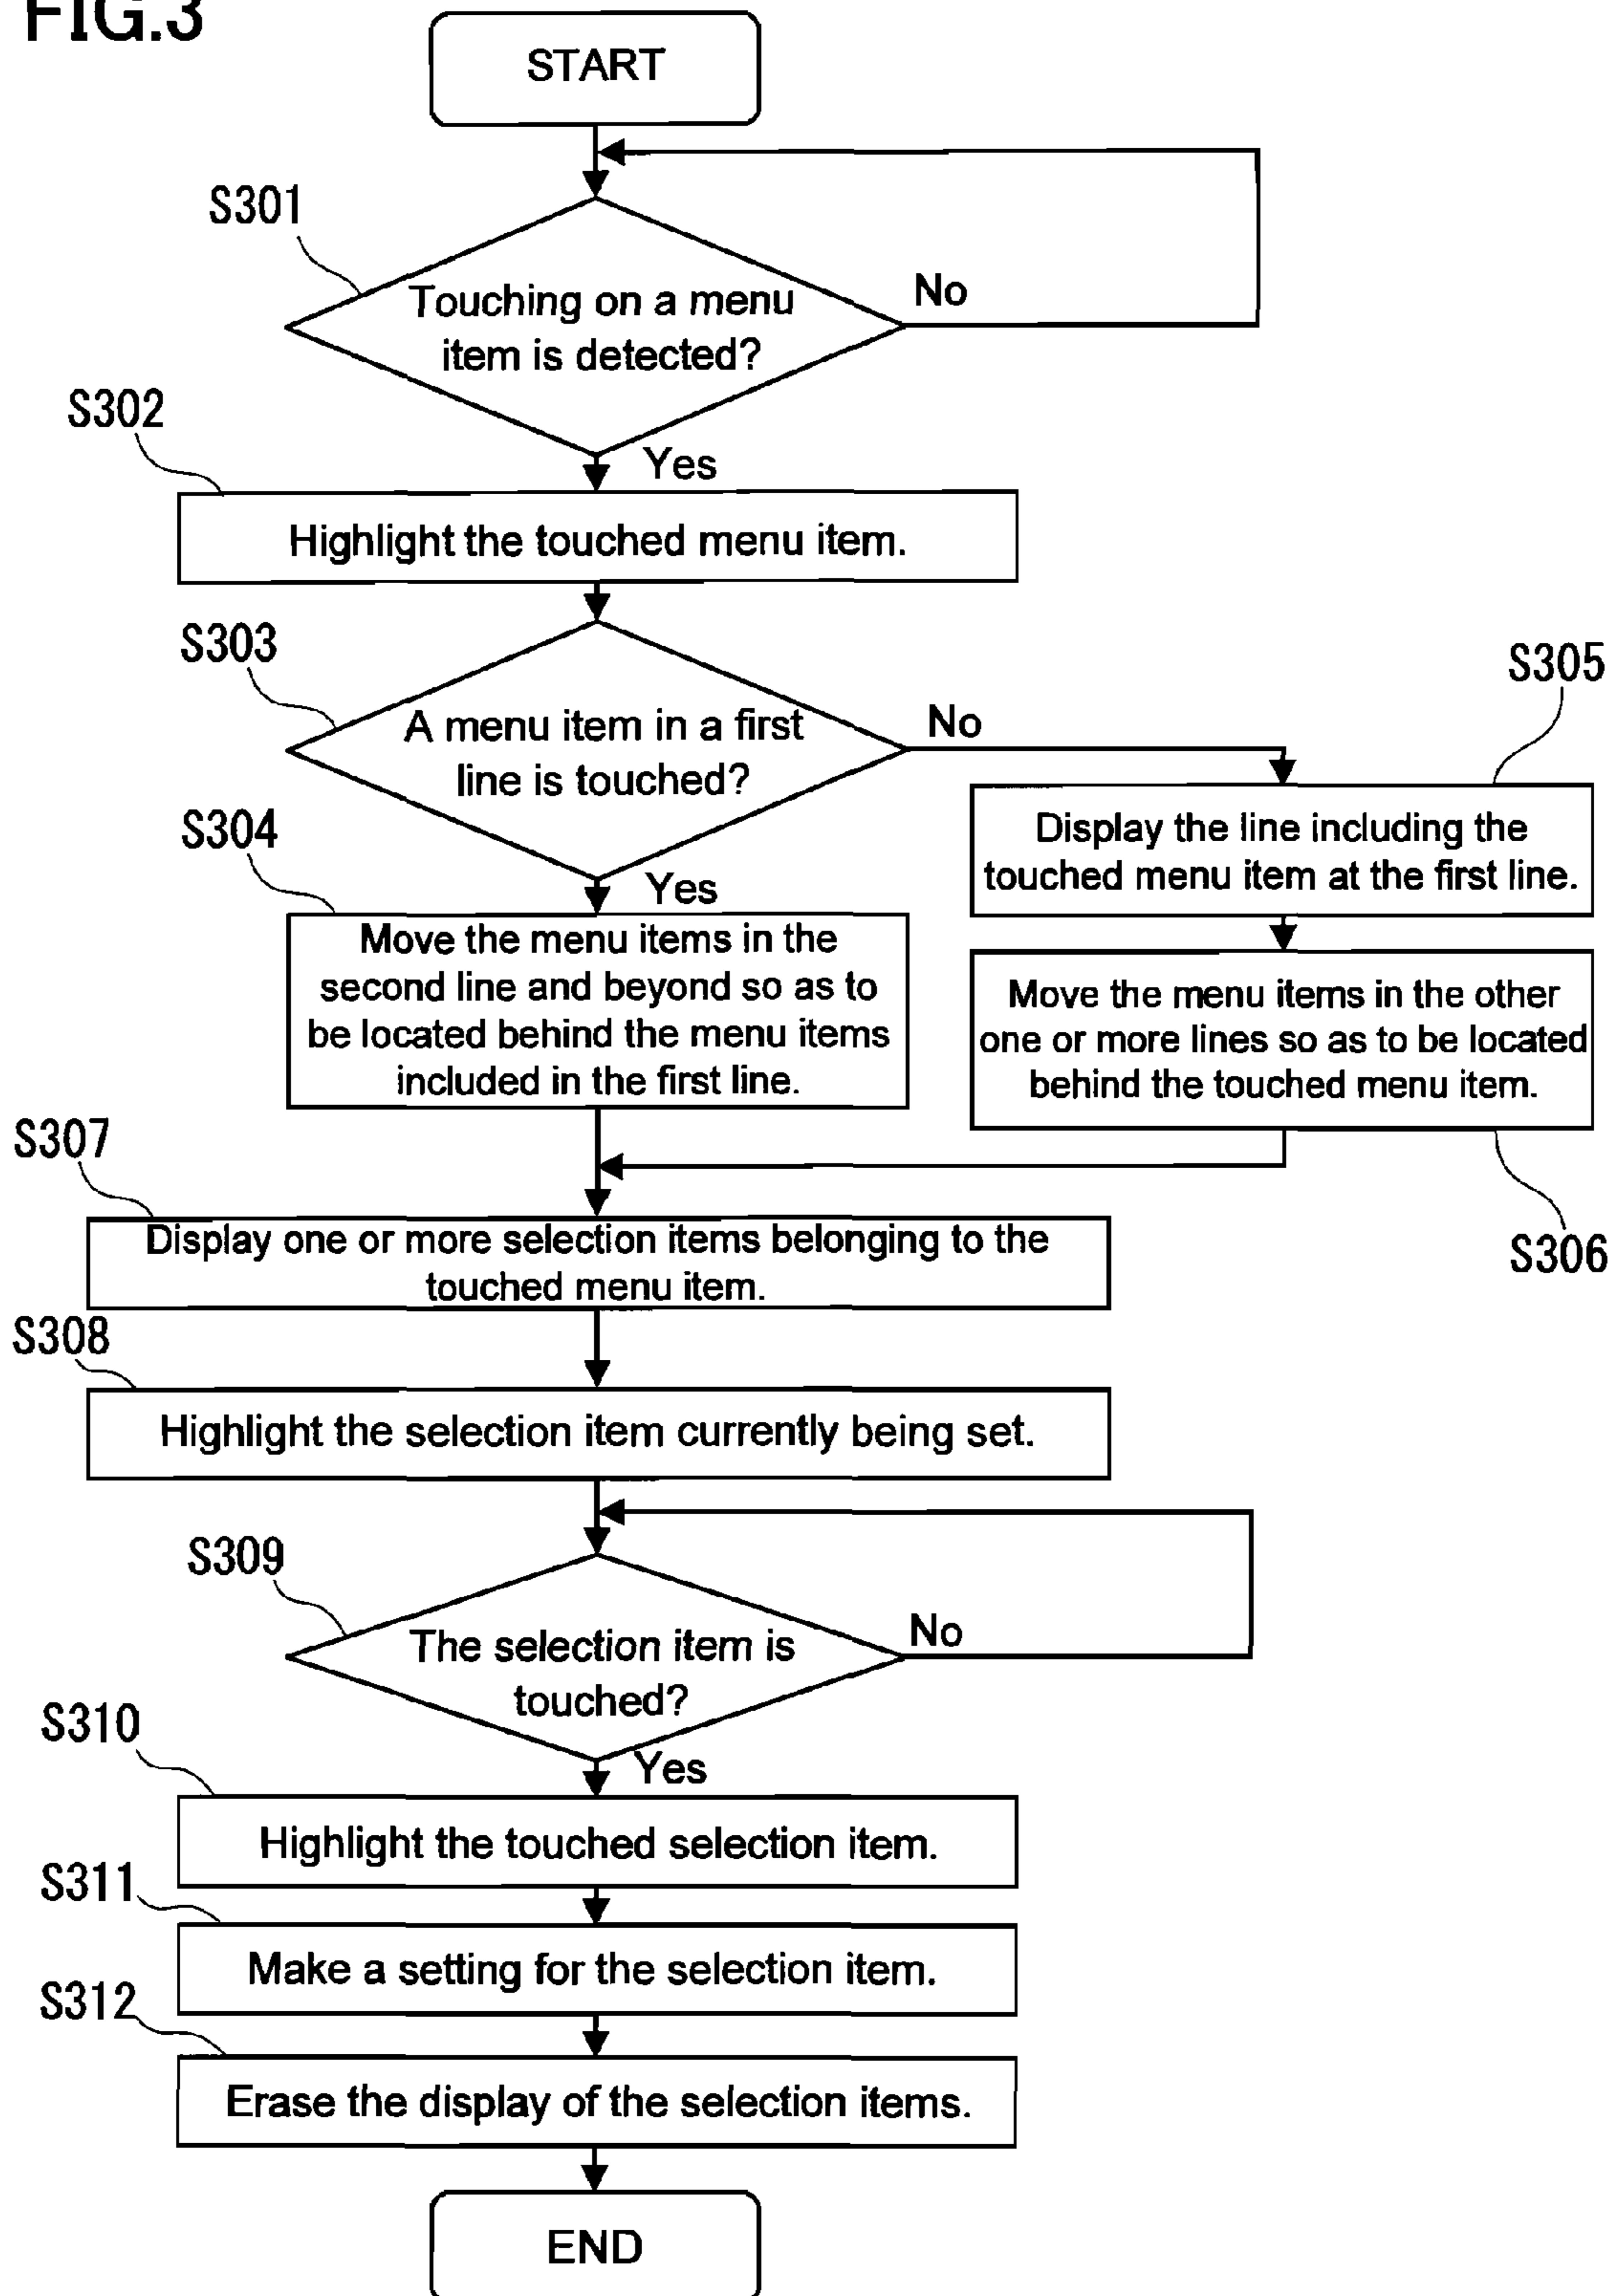 FIG.3
START
S301
Touching on a menu
item is detected?
No
Yes
S302
Highlight the touched menu item.
S303
A menu item in a first
line is touched?
No
Yes
S304
Move the menu items in the
second line and beyond so as to
be located behind the menu items
included in the first line.
S305
Display the line including the
touched menu item at the first line.
Move the menu items in the other
one or more lines so as to be located
behind the touched menu item.
S306
S307
Display one or more selection items belonging to the
touched menu item.
S308
Highlight the selection item currently being set.
S309
The selection item is
touched?
No
Yes
S310
Highlight the touched selection item.
S311
Make a setting for the selection item.
S312
Erase the display of the selection items.
END